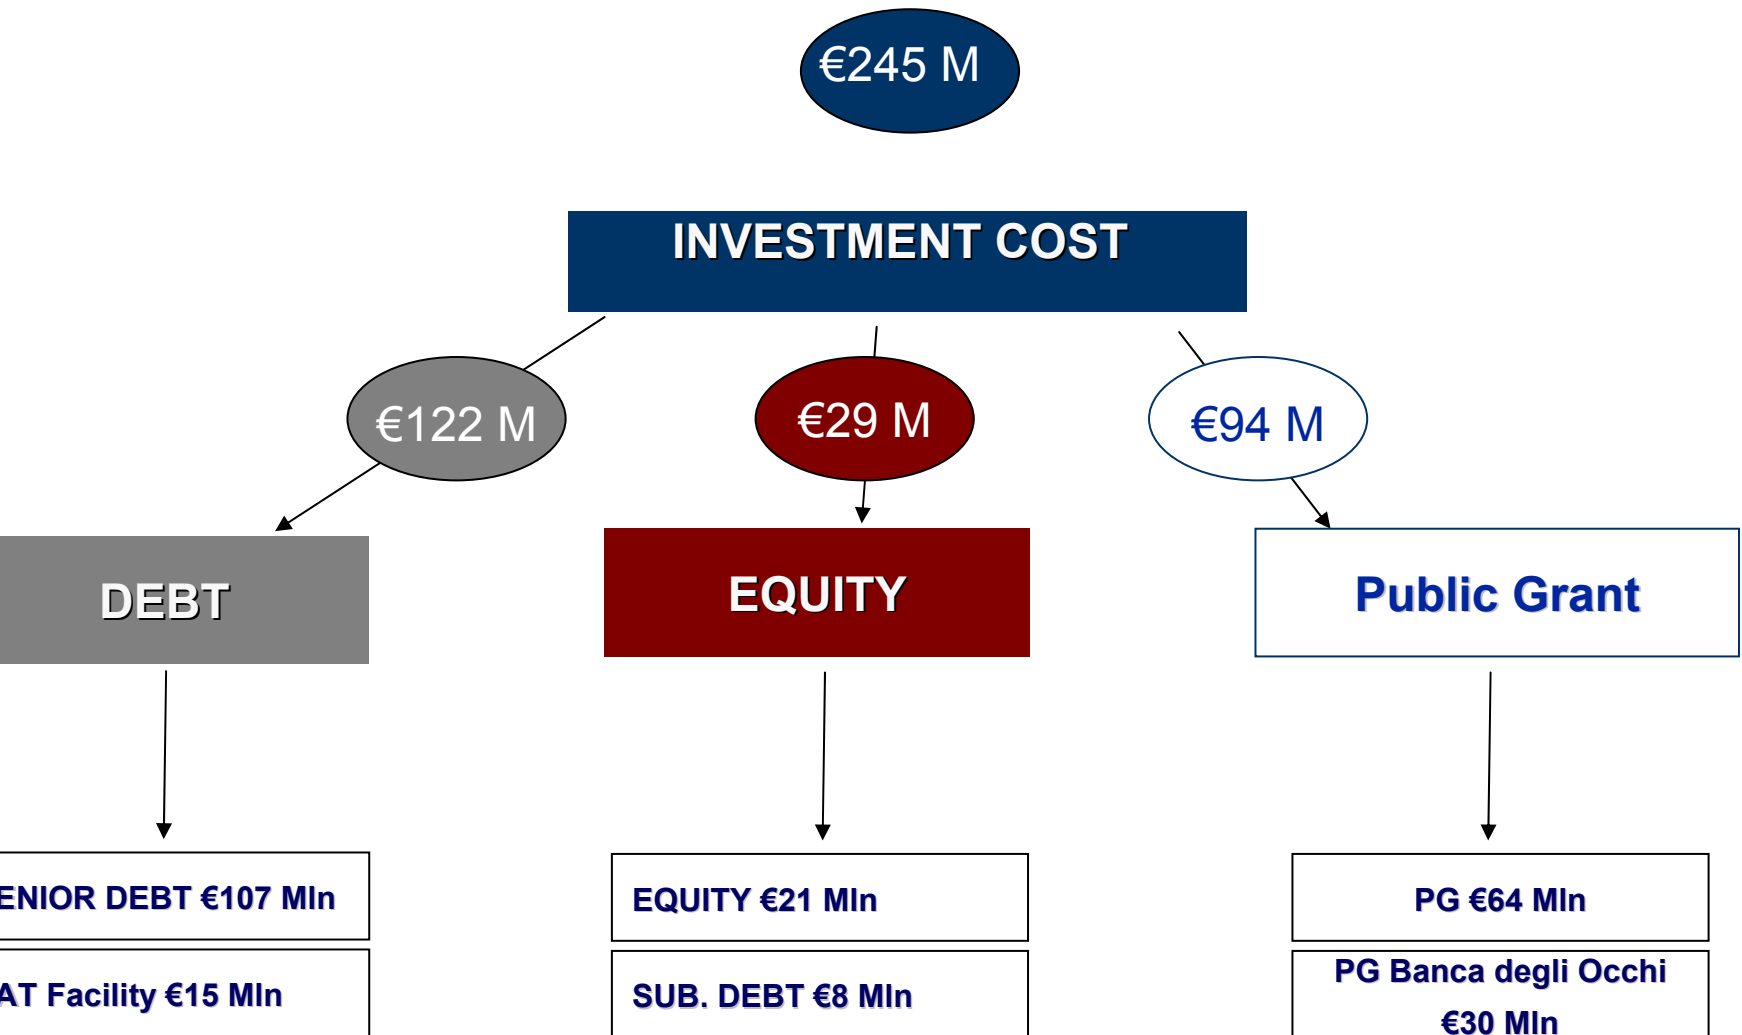 €245 M
INVESTMENT COST
€122 M
€29 M
€94 M
DEBT
EQUITY
Public Grant
ENIOR DEBT €107 Mln
EQUITY €21 Mln
PG €64 Mln
AT Facility €15 Mln
SUB. DEBT €8 Mln
PG Banca degli Occhi
€30 Mln